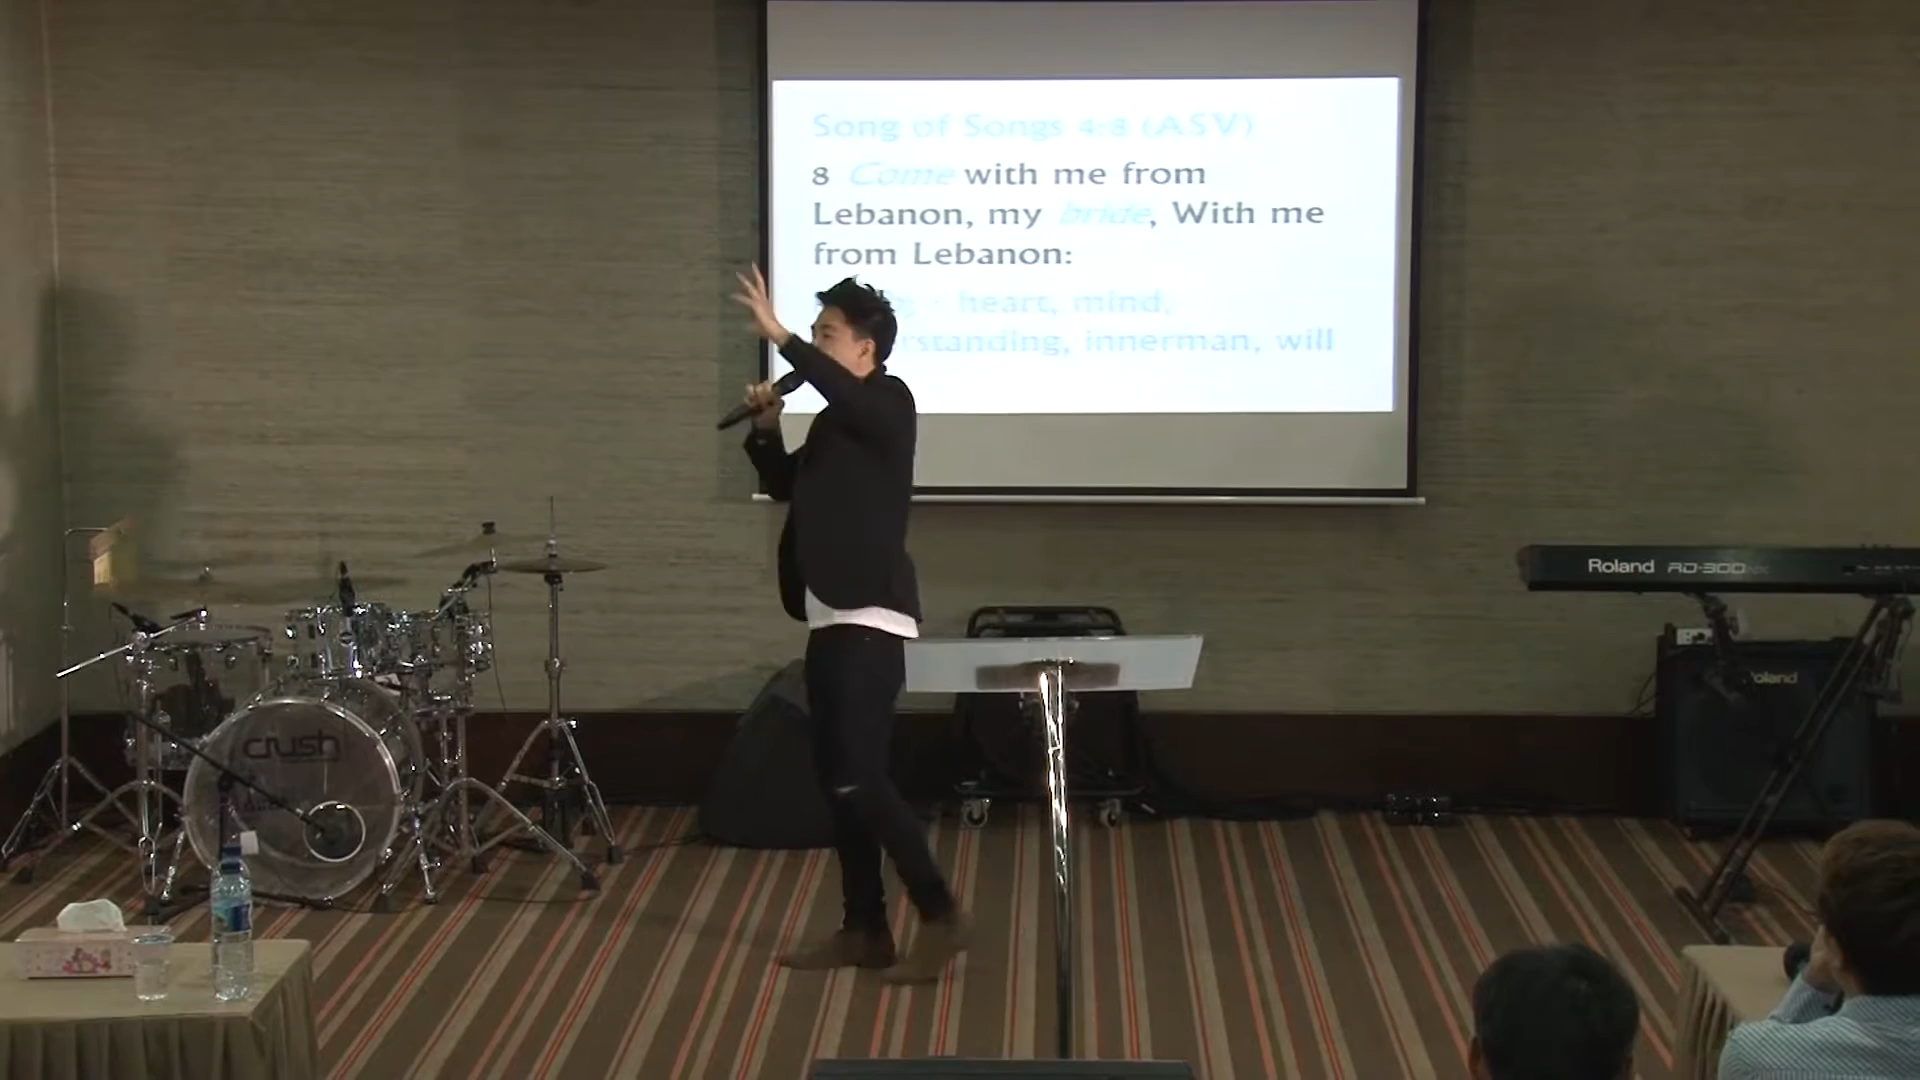 Song of Songs 4:8 (ASV)
8 Come with me from
Lebanon, my bride, With me
from Lebanon:
- heart, mind,
innerman, will
Roland RD-300
Roland
crush